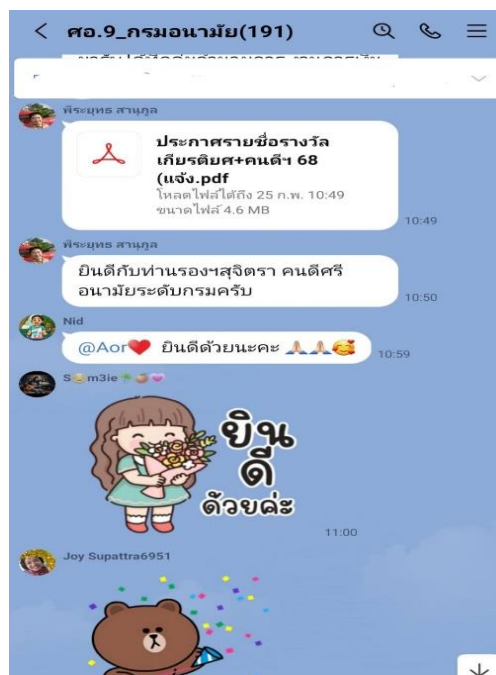 ศอ.9_กรมอนามัย(191)
พีระยุทธ สานุกูล
ประกาศรายชื่อรางวัล
เกียรติยศ+คนดีฯ 68
(แจ้ง.pdf
โหลดไฟล์ได้ถึง 25 ก.พ. 10:49
ขนาดไฟล์ 4.6 MB
10:49
พีระยุทธ สานุกูล
ยินดีกับท่านรองฯสุจิตรา คนดีศรี
อนามัยระดับกรมครับ
10:50
Nid
@Aor❤️ ยินดีด้วยนะคะ 🙏🙏🥰
10:59
S😊m3ie
ยิน
ดี
ด้วยค่ะ
11:00
Joy Supattra6951